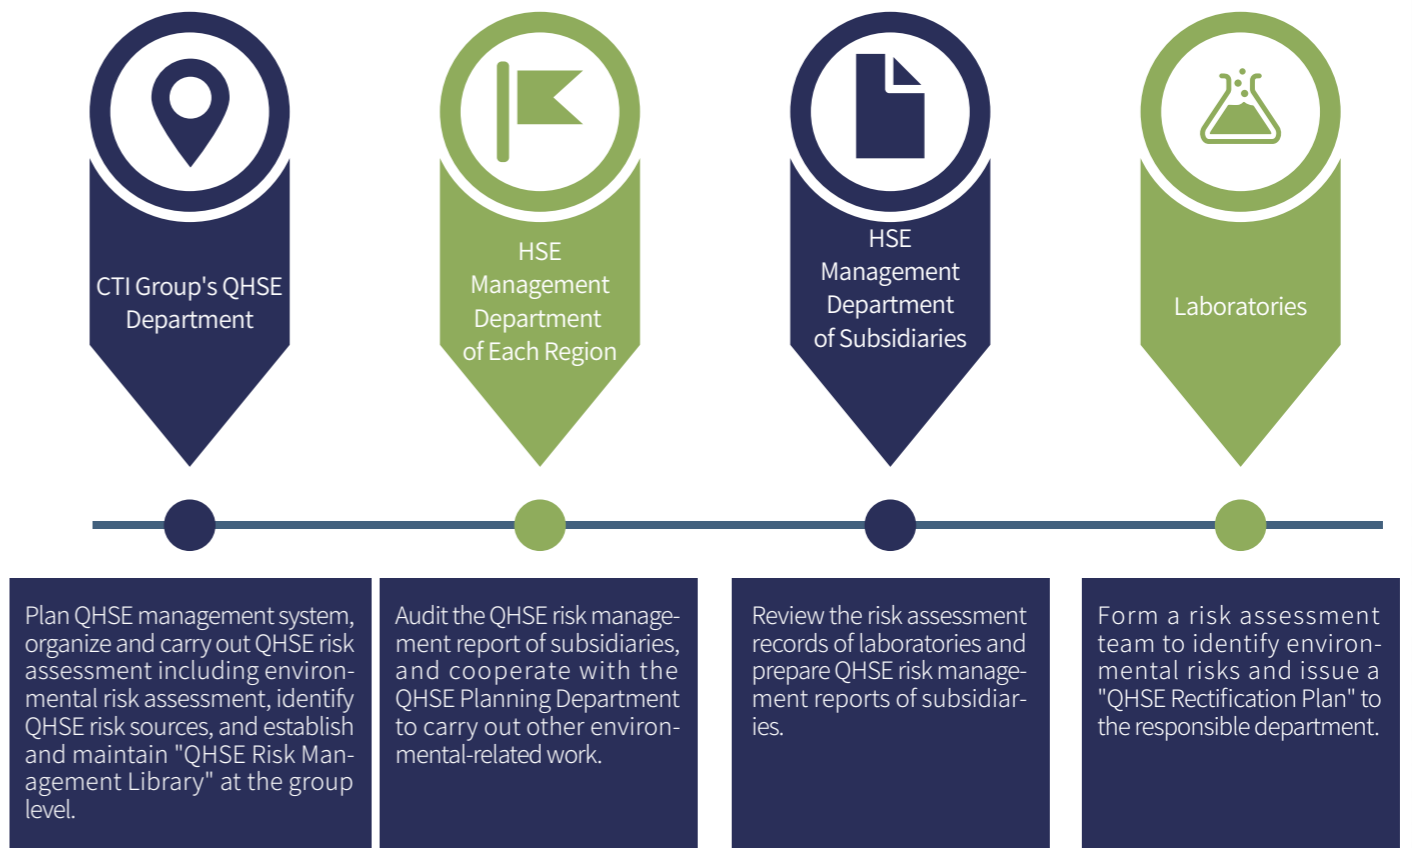 CTI Group's QHSE
Department
HSE
Management
Department
of Each Region
HSE
Management
Department
of Subsidiaries
Laboratories
Plan QHSE management system,
organize and carry out QHSE risk
assessment including environ-
mental risk assessment, identify
QHSE risk sources, and establish
and maintain "QHSE Risk Man-
agement Library" at the group
level.
Audit the QHSE risk manage-
ment report of subsidiaries,
and cooperate with the
QHSE Planning Department
to carry out other environ-
mental-related work.
Review the risk assessment
records of laboratories and
prepare QHSE risk manage-
ment reports of subsidiar-
ies.
Form a risk assessment
team to identify environ-
mental risks and issue a
"QHSE Rectification Plan" to
the responsible department.